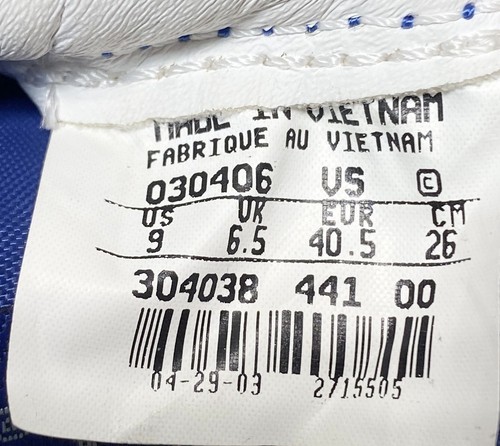 MADE IN VIETNAM
FABRIQUE AU VIETNAM
030406 US ©
US UK EUR CM
9 6.5 40.5 26
304038 441 00
04-29-03 2715505